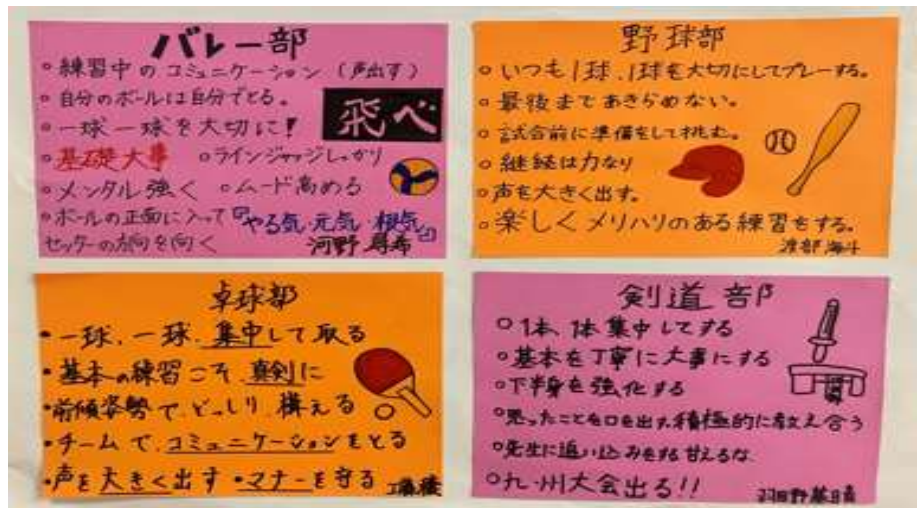 バレー部
○練習中のコミュニケーション(声出す)
○自分のボールは自分でとる。
○一球一球を大切に!
飛べ
○基礎大事 ○ラインジャッジしっかり
○メンタル強く ○ムード高める
○ボールの正面に入って
セッターの方向を向く
『やる気・元気・根気』
河野 尋希
野球部
○いつも1球、1球を大切にしてプレーする。
○最後まであきらめない。
○試合前に準備をして挑む。
○継続は力なり
○声を大きく出す。
○楽しくメリハリのある練習をする。
渡部 海斗
卓球部
・一球、一球、集中して取る
・基本の練習こそ真剣に
・前傾姿勢でどっしり構える
・チームでコミュニケーションをとる
・声を大きく出す ・マナーを守る
剣道部
○1本、1本集中してする
○基本を丁寧に大事にする
○下半身を強化する
○思ったことを口を出す。積極的に教え合う
○先生に追い込みをする甘えるな
○九州大会出る!!